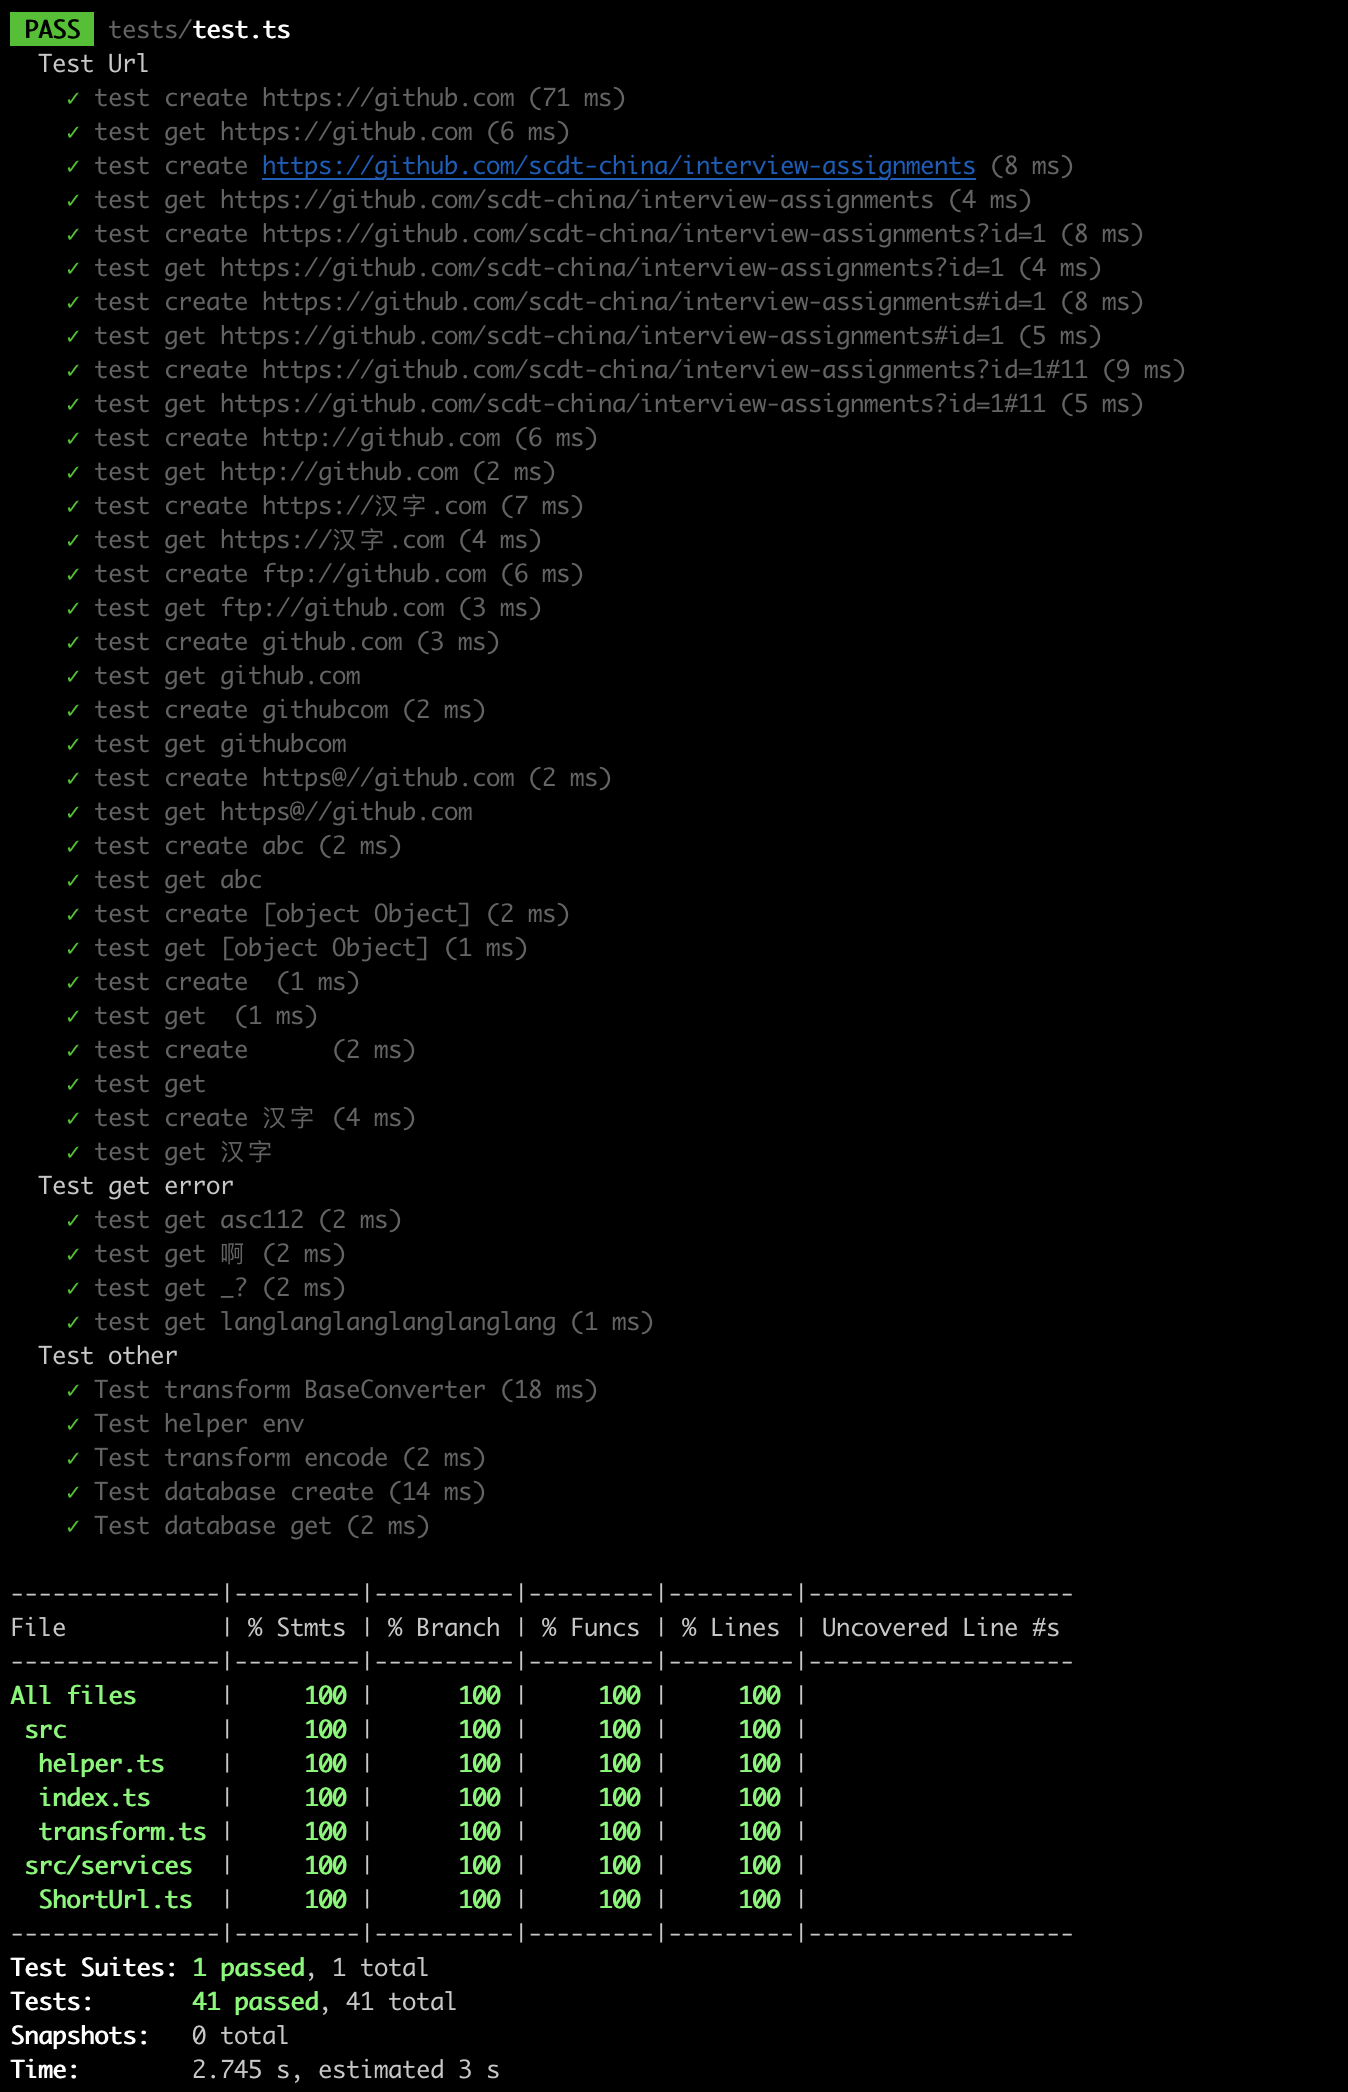 PASS tests/test.ts
  Test Url
    ✓ test create https://github.com (71 ms)
    ✓ test get https://github.com (6 ms)
    ✓ test create https://github.com/scdt-china/interview-assignments (8 ms)
    ✓ test get https://github.com/scdt-china/interview-assignments (4 ms)
    ✓ test create https://github.com/scdt-china/interview-assignments?id=1 (8 ms)
    ✓ test get https://github.com/scdt-china/interview-assignments?id=1 (4 ms)
    ✓ test create https://github.com/scdt-china/interview-assignments#id=1 (8 ms)
    ✓ test get https://github.com/scdt-china/interview-assignments#id=1 (5 ms)
    ✓ test create https://github.com/scdt-china/interview-assignments?id=1#11 (9 ms)
    ✓ test get https://github.com/scdt-china/interview-assignments?id=1#11 (5 ms)
    ✓ test create http://github.com (6 ms)
    ✓ test get http://github.com (2 ms)
    ✓ test create https://汉字.com (7 ms)
    ✓ test get https://汉字.com (4 ms)
    ✓ test create ftp://github.com (6 ms)
    ✓ test get ftp://github.com (3 ms)
    ✓ test create github.com (3 ms)
    ✓ test get github.com
    ✓ test create githubcom (2 ms)
    ✓ test get githubcom
    ✓ test create https@//github.com (2 ms)
    ✓ test get https@//github.com
    ✓ test create abc (2 ms)
    ✓ test get abc
    ✓ test create [object Object] (2 ms)
    ✓ test get [object Object] (1 ms)
    ✓ test create  (1 ms)
    ✓ test get  (1 ms)
    ✓ test create      (2 ms)
    ✓ test get
    ✓ test create 汉字 (4 ms)
    ✓ test get 汉字
  Test get error
    ✓ test get asc112 (2 ms)
    ✓ test get 啊 (2 ms)
    ✓ test get _? (2 ms)
    ✓ test get langlanglanglanglanglang (1 ms)
  Test other
    ✓ Test transform BaseConverter (18 ms)
    ✓ Test helper env
    ✓ Test transform encode (2 ms)
    ✓ Test database create (14 ms)
    ✓ Test database get (2 ms)
---------------|---------|----------|---------|---------|-------------------
File           | % Stmts | % Branch | % Funcs | % Lines | Uncovered Line #s
---------------|---------|----------|---------|---------|-------------------
All files      |     100 |      100 |     100 |     100 |
 src           |     100 |      100 |     100 |     100 |
  helper.ts    |     100 |      100 |     100 |     100 |
  index.ts     |     100 |      100 |     100 |     100 |
  transform.ts |     100 |      100 |     100 |     100 |
 src/services  |     100 |      100 |     100 |     100 |
  ShortUrl.ts  |     100 |      100 |     100 |     100 |
---------------|---------|----------|---------|---------|-------------------
Test Suites: 1 passed, 1 total
Tests:       41 passed, 41 total
Snapshots:   0 total
Time:        2.745 s, estimated 3 s